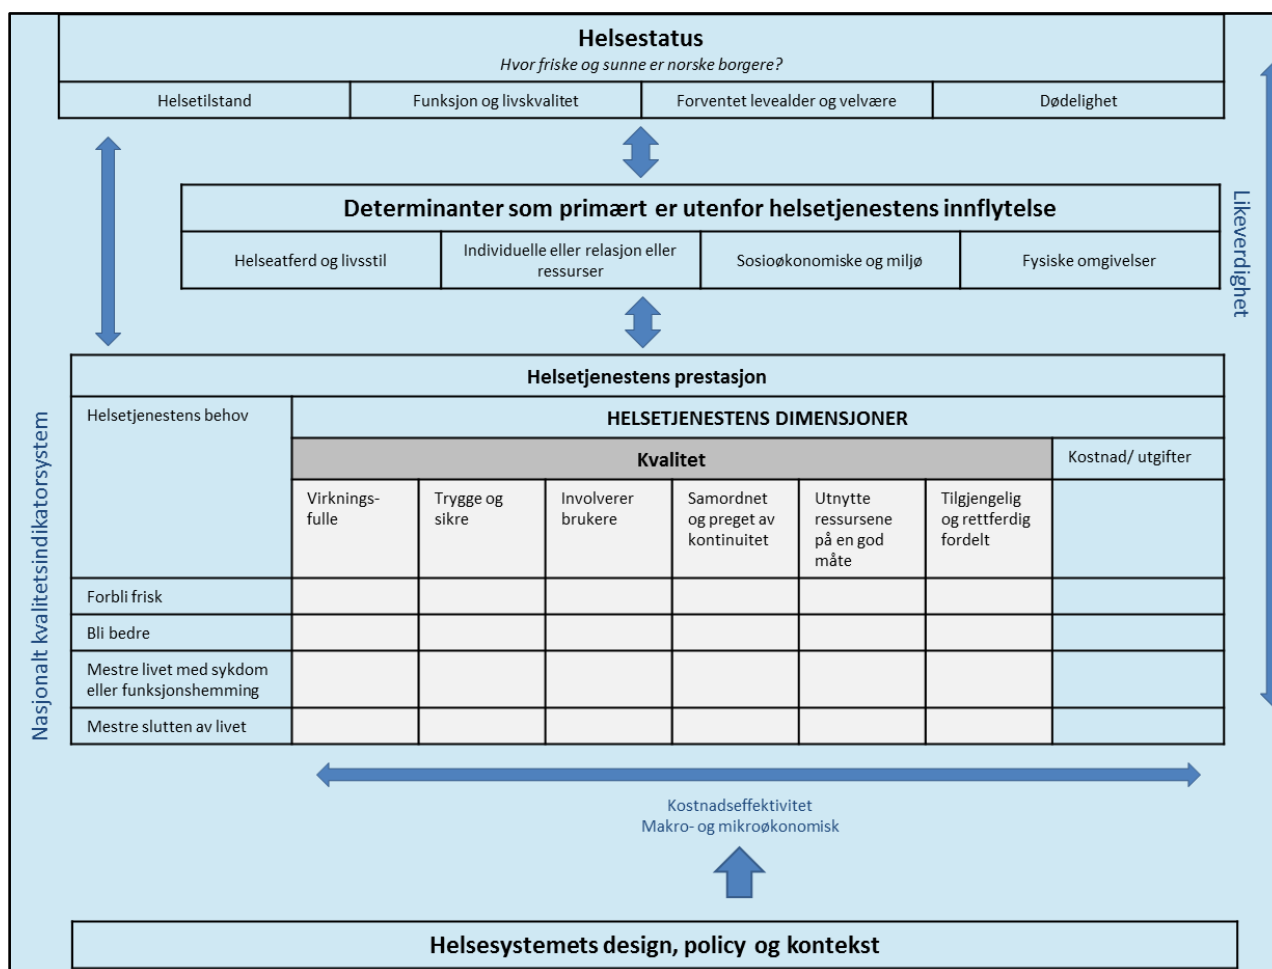 Helsestatus
Hvor friske og sunne er norske borgere?
Helsetilstand
Funksjon og livskvalitet
Forventet levealder og velvære
Dødelighet
Determinanter som primært er utenfor helsetjenestens innflytelse
Helseatferd og livsstil
Individuelle eller relasjon eller
ressurser
Sosioøkonomiske og miljø
Fysiske omgivelser
Likeverdighet
Nasjonalt kvalitetsindikatorsystem
Helsetjenestens prestasjon
Helsetjenestens behov
HELSETJENESTENS DIMENSJONER
Kvalitet
Kostnad/ utgifter
Virknings-
fulle
Trygge og
sikre
Involverer
brukere
Samordnet
og preget av
kontinuitet
Utnytte
ressursene
på en god
måte
Tilgjengelig
og rettferdig
fordelt
Forbli frisk
Bli bedre
Mestre livet med sykdom
eller funksjonshemming
Mestre slutten av livet
Kostnadseffektivitet
Makro- og mikroøkonomisk
Helsesystemets design, policy og kontekst